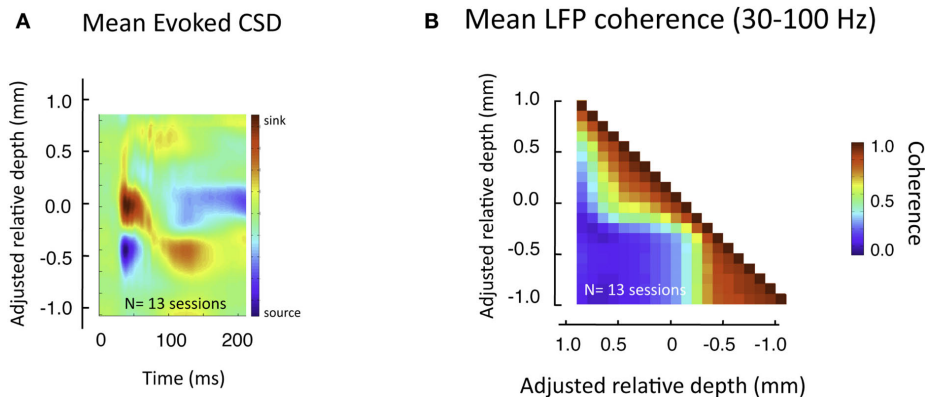 A
Mean Evoked CSD
Adjusted relative depth (mm)
1.0
0.5
0.0
-0.5
-1.0
N= 13 sessions
sink
source
0
100
200
Time (ms)
B
Mean LFP coherence (30-100 Hz)
Adjusted relative depth (mm)
1.0
0.5
0.0
-0.5
-1.0
N= 13 sessions
1.0
0.5
0.0
Coherence
1.0 0.5 0 -0.5 -1.0
Adjusted relative depth (mm)